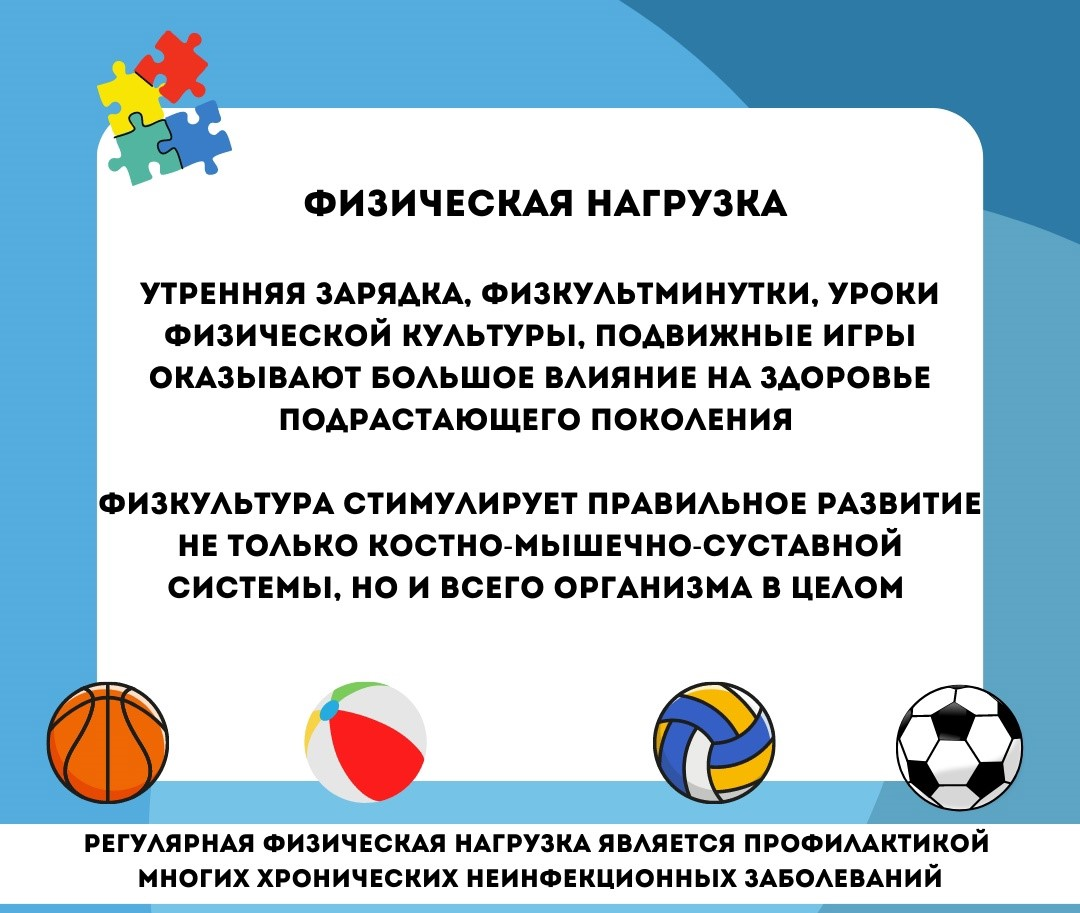 ФИЗИЧЕСКАЯ НАГРУЗКА
УТРЕННЯЯ ЗАРЯДКА, ФИЗКУЛЬТМИНУТКИ, УРОКИ
ФИЗИЧЕСКОЙ КУЛЬТУРЫ, ПОДВИЖНЫЕ ИГРЫ
ОКАЗЫВАЮТ БОЛЬШОЕ ВЛИЯНИЕ НА ЗДОРОВЬЕ
ПОДРАСТАЮЩЕГО ПОКОЛЕНИЯ
ФИЗКУЛЬТУРА СТИМУЛИРУЕТ ПРАВИЛЬНОЕ РАЗВИТИЕ
НЕ ТОЛЬКО КОСТНО-МЫШЕЧНО-СУСТАВНОЙ
СИСТЕМЫ, НО И ВСЕГО ОРГАНИЗМА В ЦЕЛОМ
РЕГУЛЯРНАЯ ФИЗИЧЕСКАЯ НАГРУЗКА ЯВЛЯЕТСЯ ПРОФИЛАКТИКОЙ
МНОГИХ ХРОНИЧЕСКИХ НЕИНФЕКЦИОННЫХ ЗАБОЛЕВАНИЙ